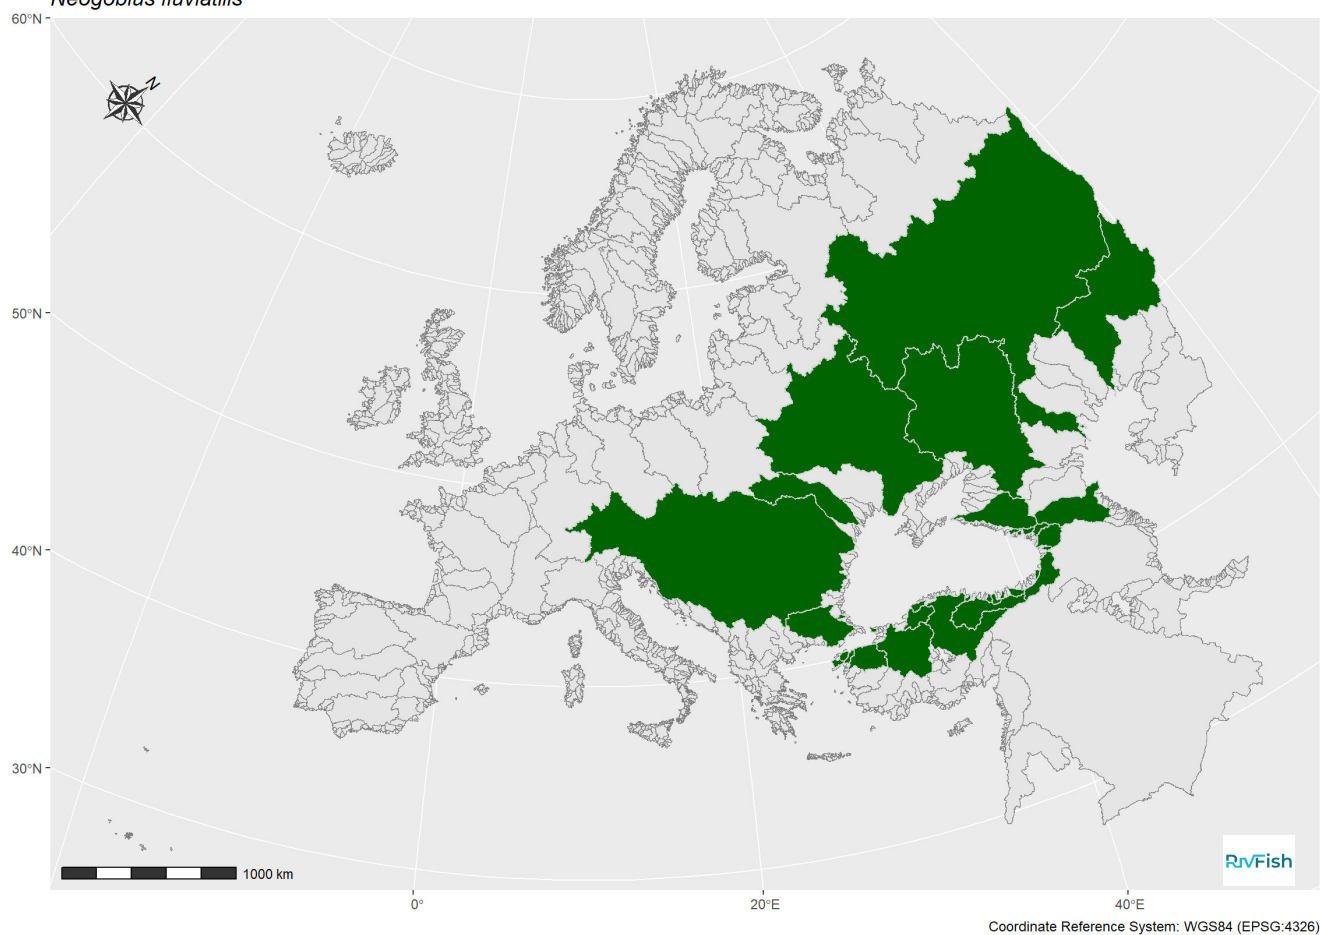 Neogobius fluviatilis
60°N
N
50°N
40°N
30°N
RivFish
1000 km
0°
20°E
40°E
Coordinate Reference System: WGS84 (EPSG:4326)